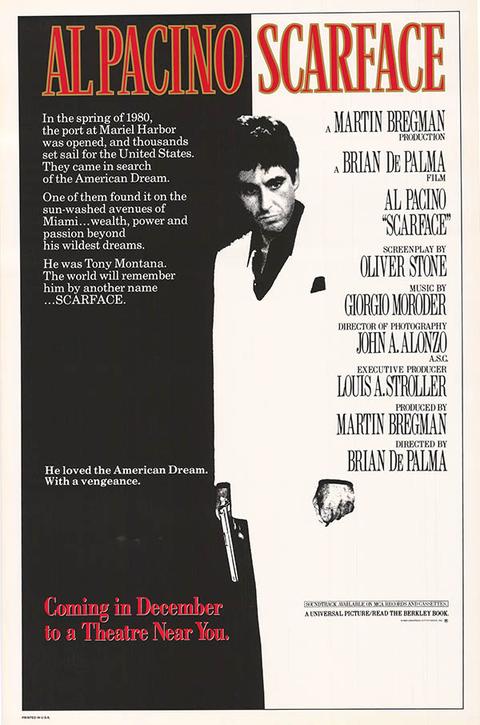 AL PACINO SCARFACE
In the spring of 1980,
the port at Mariel Harbor
was opened, and thousands
set sail for the United States.
They came in search
of the American Dream.
One of them found it on the
sun-washed avenues of
Miami...wealth, power and
passion beyond
his wildest dreams.
He was Tony Montana.
The world will remember
him by another name
...SCARFACE.
He loved the American Dream.
With a vengeance.
Coming in December
to a Theatre Near You.
A MARTIN BREGMAN
PRODUCTION
A BRIAN DE PALMA
FILM
AL PACINO
"SCARFACE"
SCREENPLAY BY
OLIVER STONE
MUSIC BY
GIORGIO MORODER
DIRECTOR OF PHOTOGRAPHY
JOHN A. ALONZO
A.S.C.
EXECUTIVE PRODUCER
LOUIS A. STROLLER
PRODUCED BY
MARTIN BREGMAN
DIRECTED BY
BRIAN DE PALMA
SOUNDTRACK AVAILABLE ON MCA RECORDS AND CASSETTES
A UNIVERSAL PICTURE/READ THE BERKLEY BOOK.
PRINTED IN U.S.A.